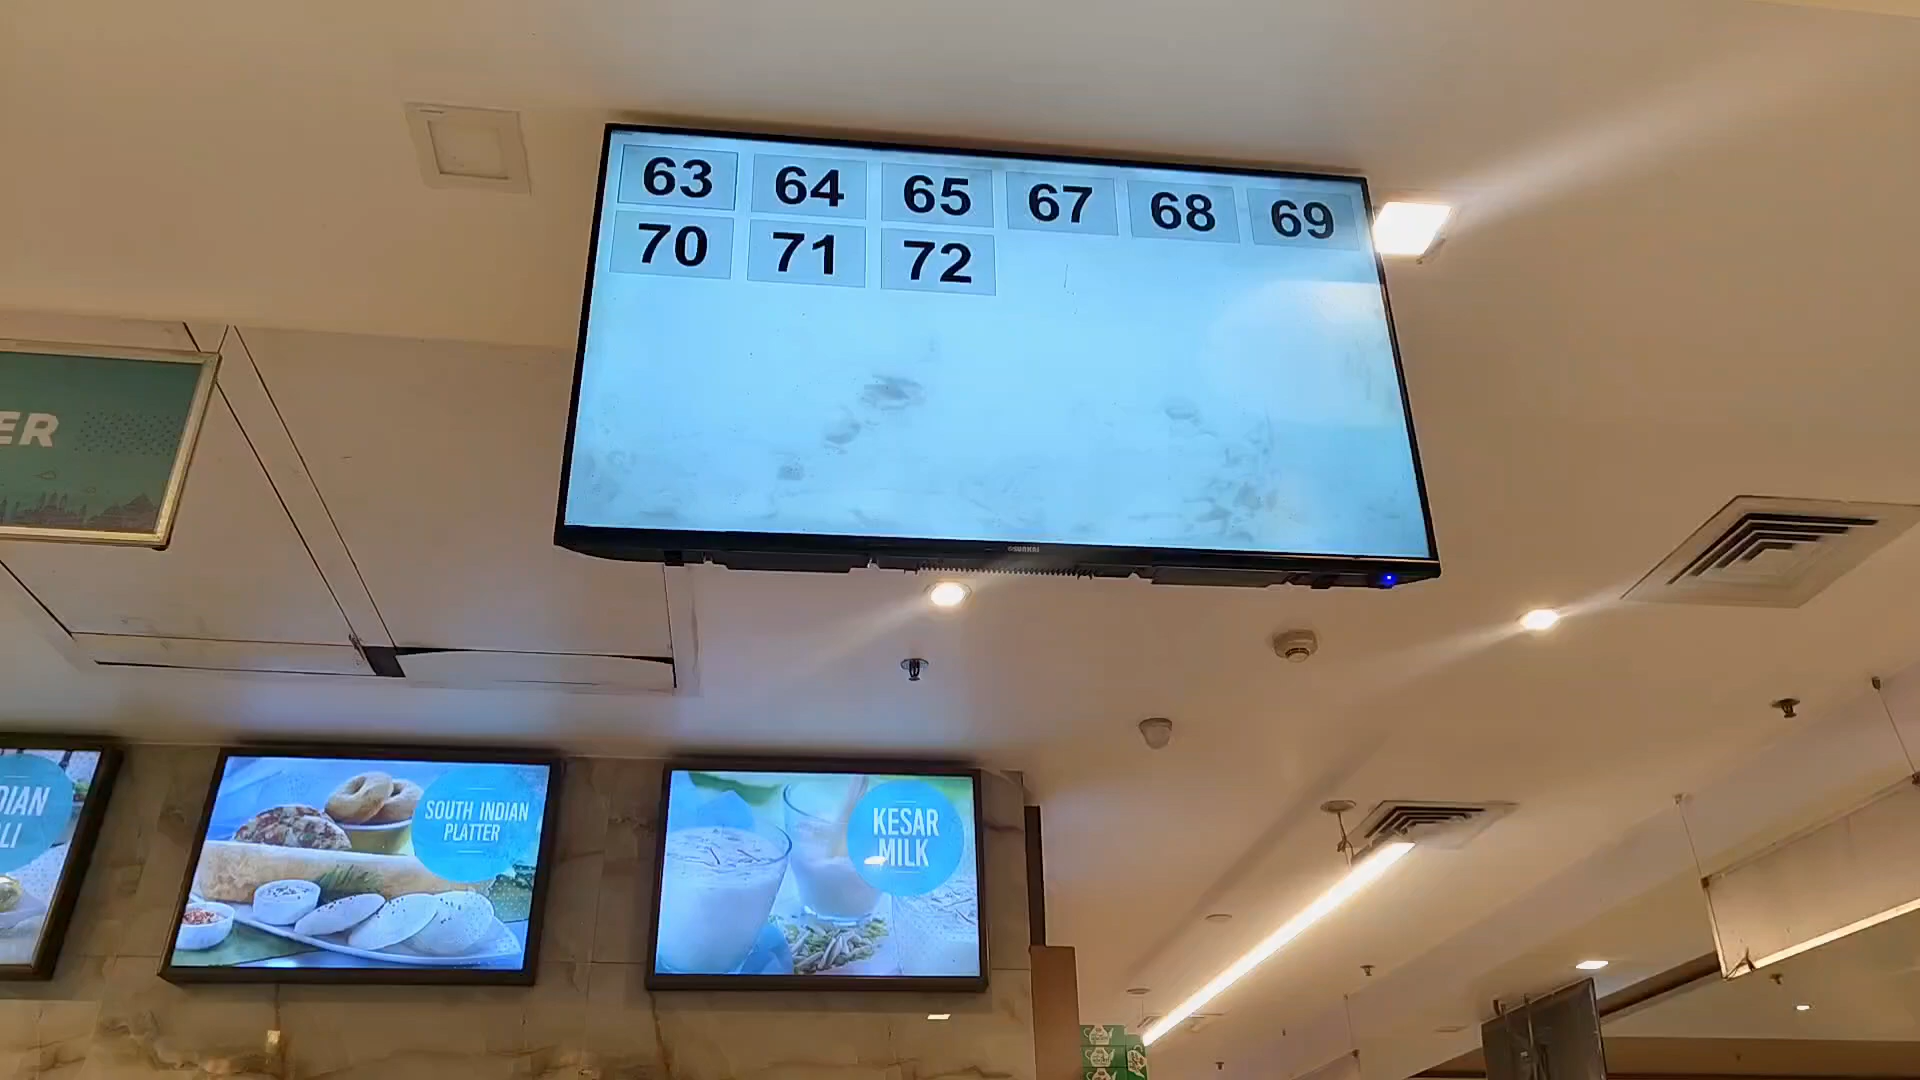 63 64 65 67 68 69
70 71 72
ER
DIAN
LI
SOUTH INDIAN
PLATTER
KESAR
MILK